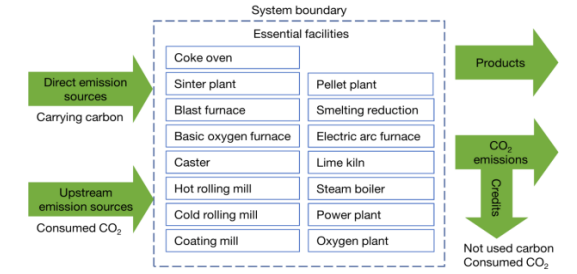 System boundary
Essential facilities
Coke oven
Sinter plant
Pellet plant
Blast furnace
Smelting reduction
Basic oxygen furnace
Electric arc furnace
Caster
Lime kiln
Hot rolling mill
Steam boiler
Cold rolling mill
Power plant
Coating mill
Oxygen plant
Direct emission
sources
Carrying carbon
Upstream
emission sources
Consumed CO₂
Products
CO₂
emissions
Credits
Not used carbon
Consumed CO₂